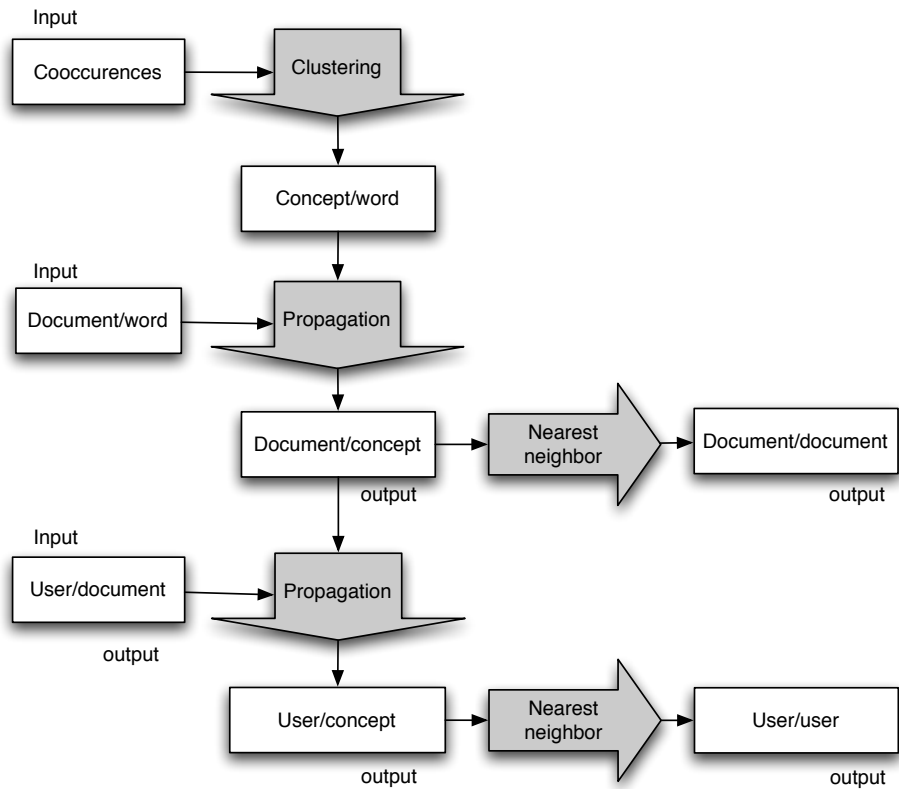 Input
Cooccurences
Clustering
Concept/word
Input
Document/word
Propagation
Document/concept
Nearest
neighbor
Document/document
output
output
Input
User/document
Propagation
output
User/concept
Nearest
neighbor
User/user
output
output